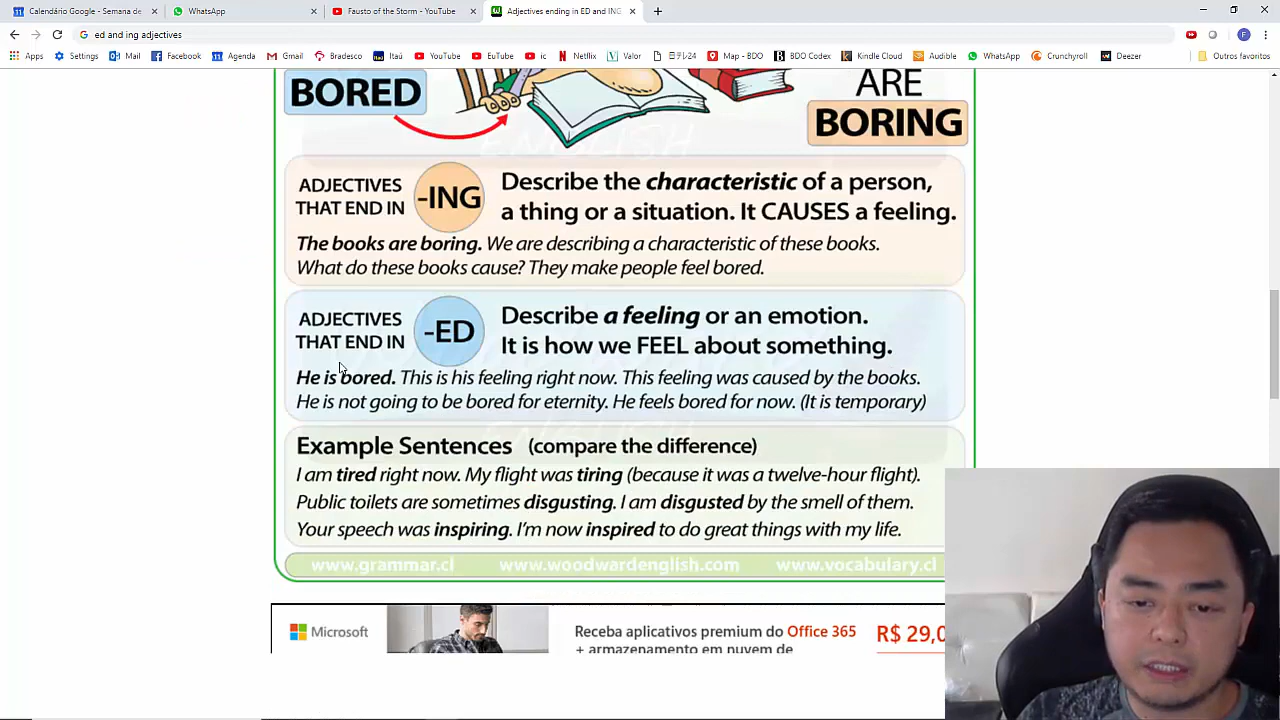 Calendário Google - Semana de
WhatsApp
Fausto of the Storm - YouTube
Adjectives ending in ED and ING
ed and ing adjectives
M Bank
Mail
Facebook
Agenda
Gmail
Bradesco
Itaú
YouTube
EuTube
ic
Netflix
Avalon
Map - BDO
BDO Codex
Kindle Cloud
Audible
WhatsApp
Crunchyroll
Deezer
Outros favoritos
BORED
ARE
BORING
ADJECTIVES
THAT END IN
-ING
Describe the characteristic of a person,
a thing or a situation. It CAUSES a feeling.
The books are boring. We are describing a characteristic of these books.
What do these books cause? They make people feel bored.
ADJECTIVES
THAT END IN
-ED
Describe a feeling or an emotion.
It is how we FEEL about something.
He is bored. This is his feeling right now. This feeling was caused by the books.
He is not going to be bored for eternity. He feels bored for now. (It is temporary)
Example Sentences (compare the difference)
I am tired right now. My flight was tiring (because it was a twelve-hour flight).
Public toilets are sometimes disgusting. I am disgusted by the smell of them.
Your speech was inspiring. I'm now inspired to do great things with my life.
www.grammar.cl www.woodwardenglish.com www.vocabulary.cl
Microsoft
Receba aplicativos premium do Office 365
+ armazenamento em nuvem de
R$ 29,0